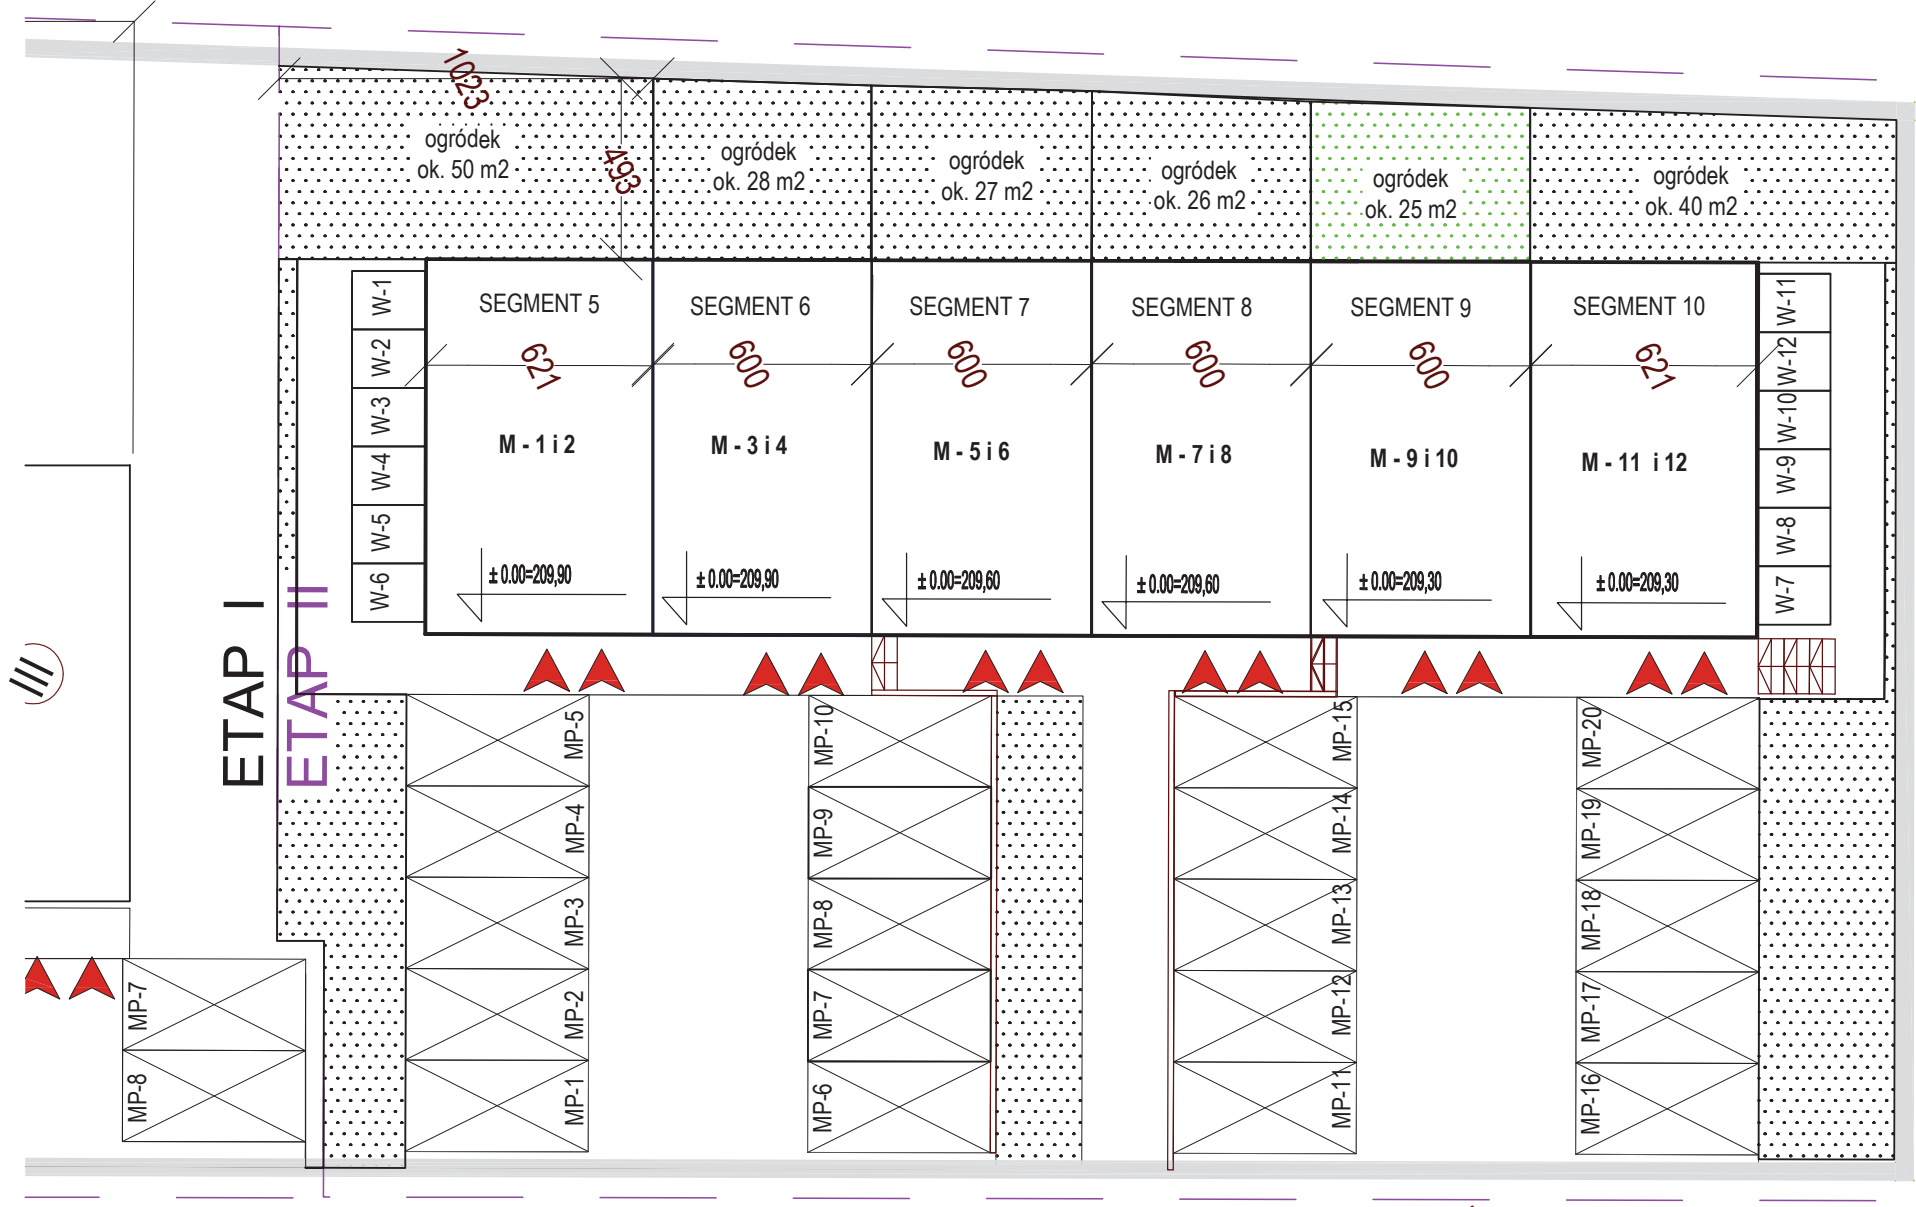 1023
493
ogródek
ok. 50 m2
ogródek
ok. 28 m2
ogródek
ok. 27 m2
ogródek
ok. 26 m2
ogródek
ok. 25 m2
ogródek
ok. 40 m2
W-1
W-2
W-3
W-4
W-5
W-6
SEGMENT 5
SEGMENT 6
SEGMENT 7
SEGMENT 8
SEGMENT 9
SEGMENT 10
621
600
600
600
600
621
M - 1 i 2
M - 3 i 4
M - 5 i 6
M - 7 i 8
M - 9 i 10
M - 11 i 12
± 0.00=209,90
± 0.00=209,90
± 0.00=209,60
± 0.00=209,60
± 0.00=209,30
± 0.00=209,30
W-11
W-12
W-10
W-9
W-8
W-7
III
ETAP I
ETAP II
MP-5
MP-4
MP-3
MP-2
MP-1
MP-10
MP-9
MP-8
MP-7
MP-6
MP-15
MP-14
MP-13
MP-12
MP-11
MP-20
MP-19
MP-18
MP-17
MP-16
MP-7
MP-8